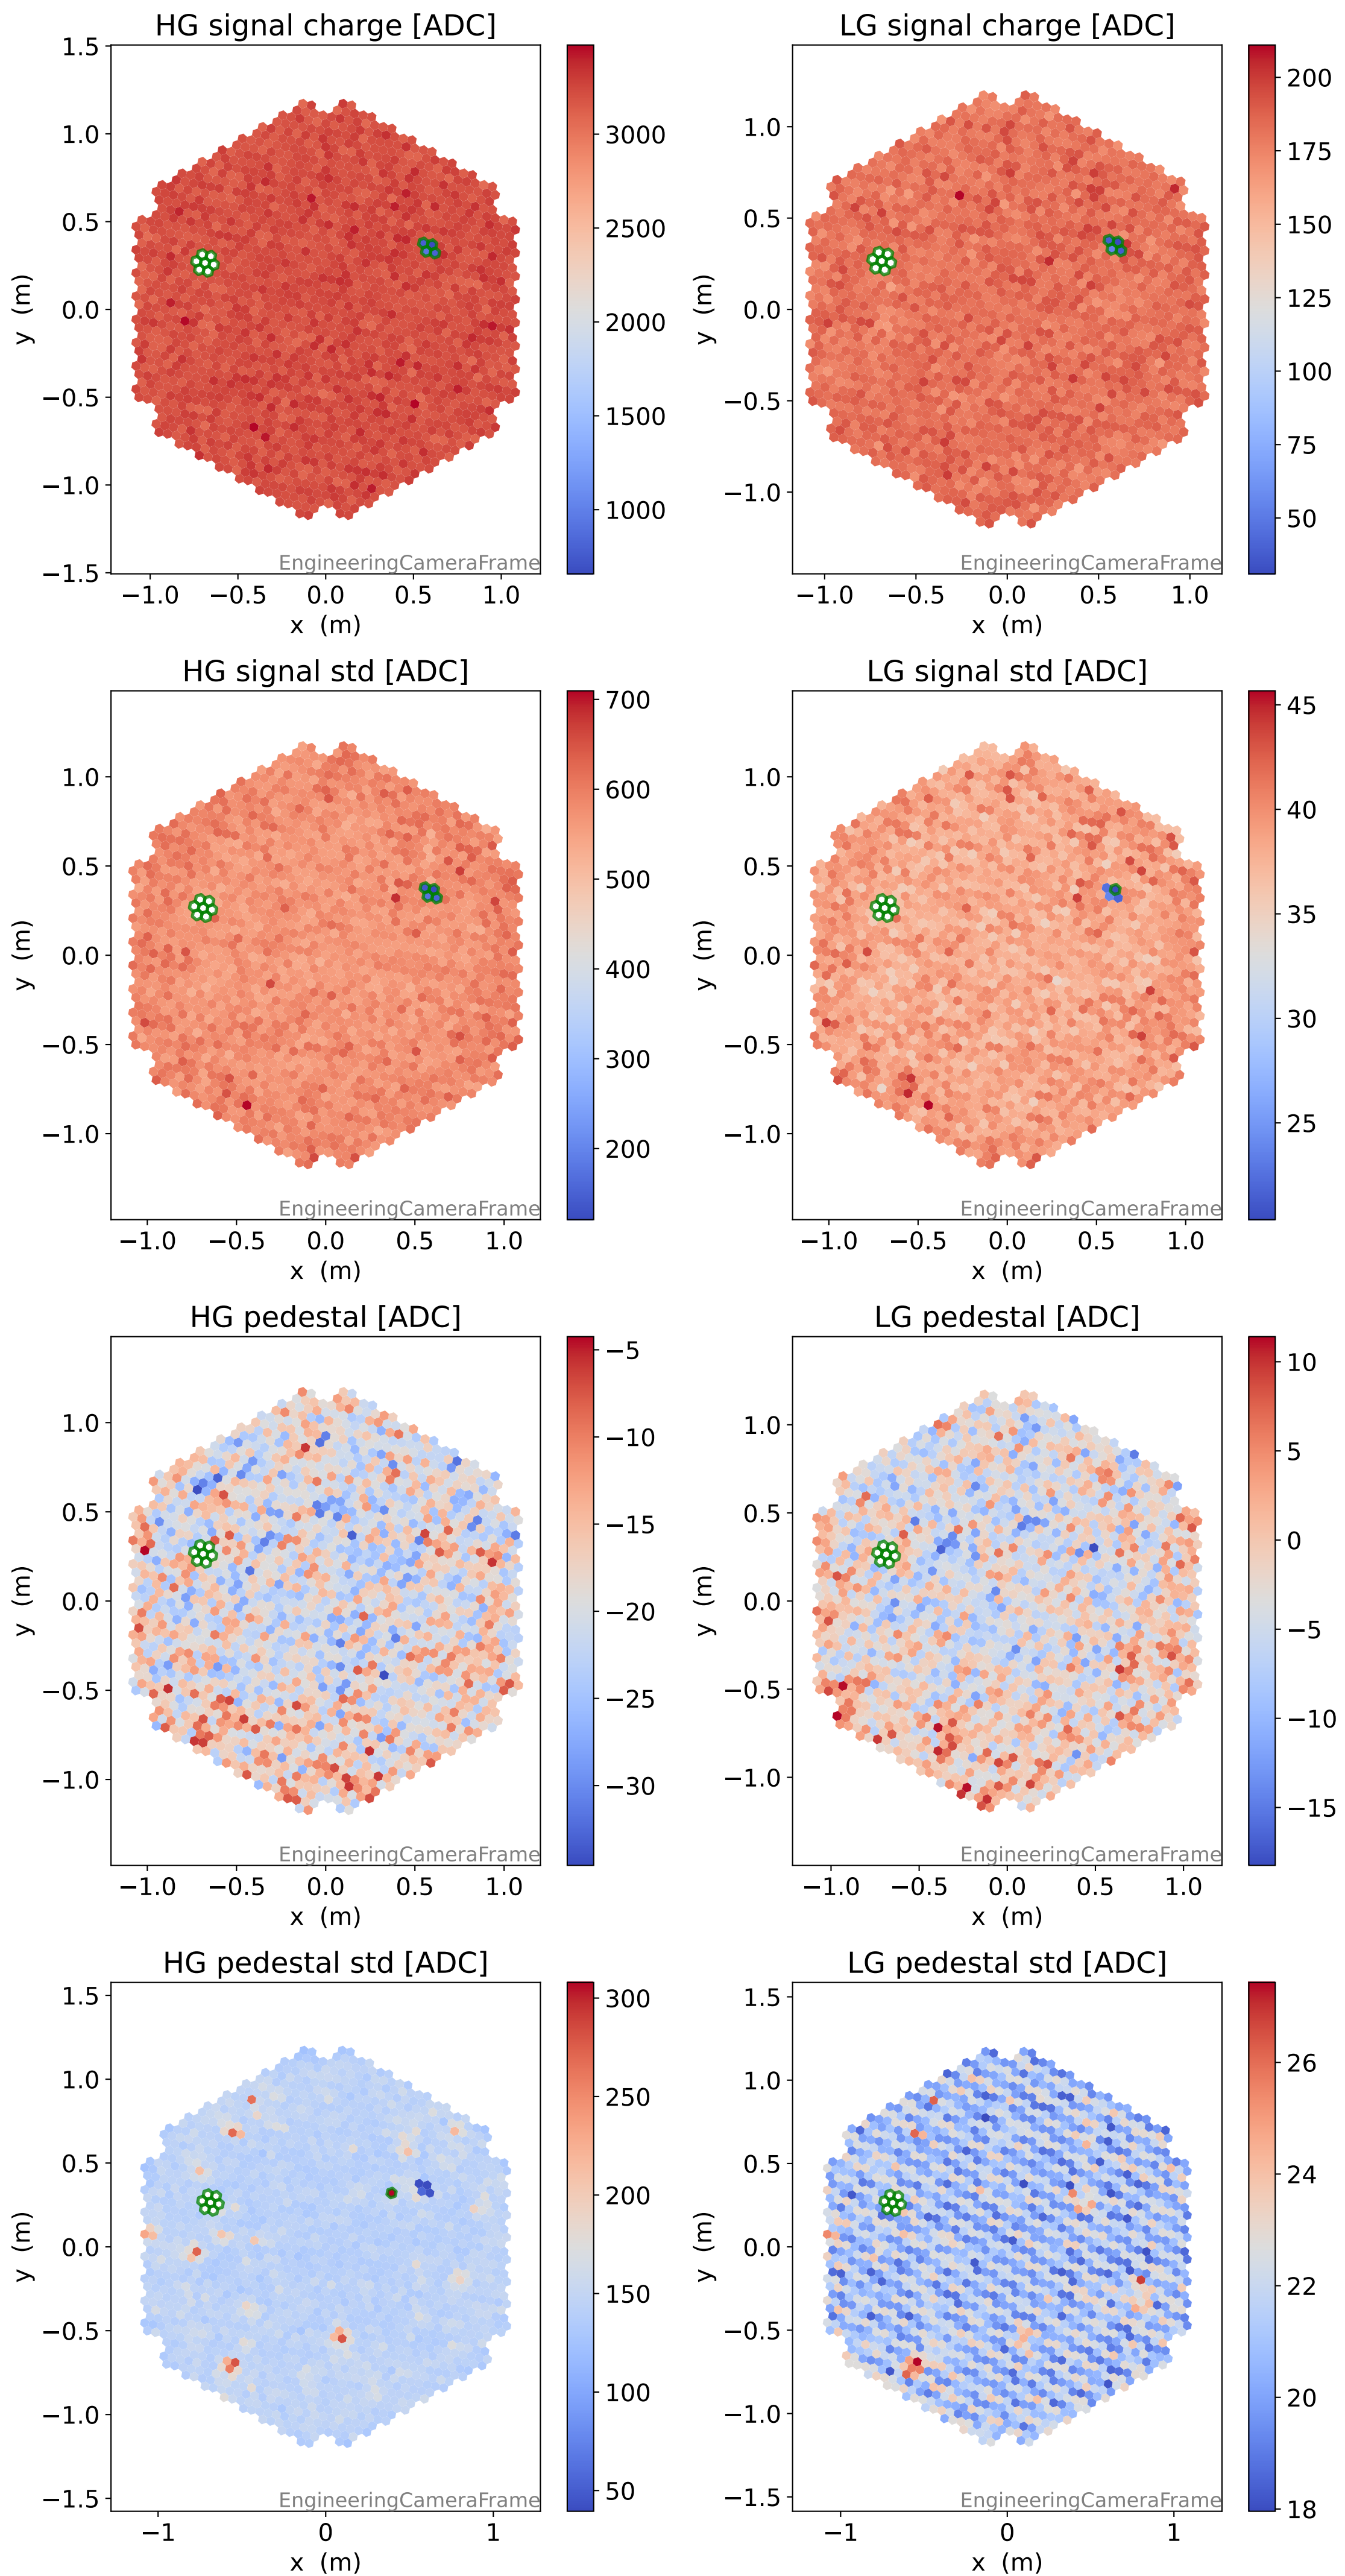 HG signal charge [ADC]
1.5
1.0
0.5
0.0
−0.5
−1.0
−1.5
y (m)
−1.0 −0.5 0.0 0.5 1.0
x (m)
EngineeringCameraFrame
3000
2500
2000
1500
1000
LG signal charge [ADC]
1.0
0.5
0.0
−0.5
−1.0
y (m)
−1.0 −0.5 0.0 0.5 1.0
x (m)
EngineeringCameraFrame
200
175
150
125
100
75
50
HG signal std [ADC]
1.0
0.5
0.0
−0.5
−1.0
y (m)
−1.0 −0.5 0.0 0.5 1.0
x (m)
EngineeringCameraFrame
700
600
500
400
300
200
LG signal std [ADC]
1.0
0.5
0.0
−0.5
−1.0
y (m)
−1.0 −0.5 0.0 0.5 1.0
x (m)
EngineeringCameraFrame
45
40
35
30
25
HG pedestal [ADC]
1.0
0.5
0.0
−0.5
−1.0
y (m)
−1.0 −0.5 0.0 0.5 1.0
x (m)
EngineeringCameraFrame
−5
−10
−15
−20
−25
−30
LG pedestal [ADC]
1.0
0.5
0.0
−0.5
−1.0
y (m)
−1.0 −0.5 0.0 0.5 1.0
x (m)
EngineeringCameraFrame
10
5
0
−5
−10
−15
HG pedestal std [ADC]
1.5
1.0
0.5
0.0
−0.5
−1.0
−1.5
y (m)
−1 0 1
x (m)
EngineeringCameraFrame
300
250
200
150
100
50
LG pedestal std [ADC]
1.5
1.0
0.5
0.0
−0.5
−1.0
−1.5
y (m)
−1 0 1
x (m)
EngineeringCameraFrame
26
24
22
20
18